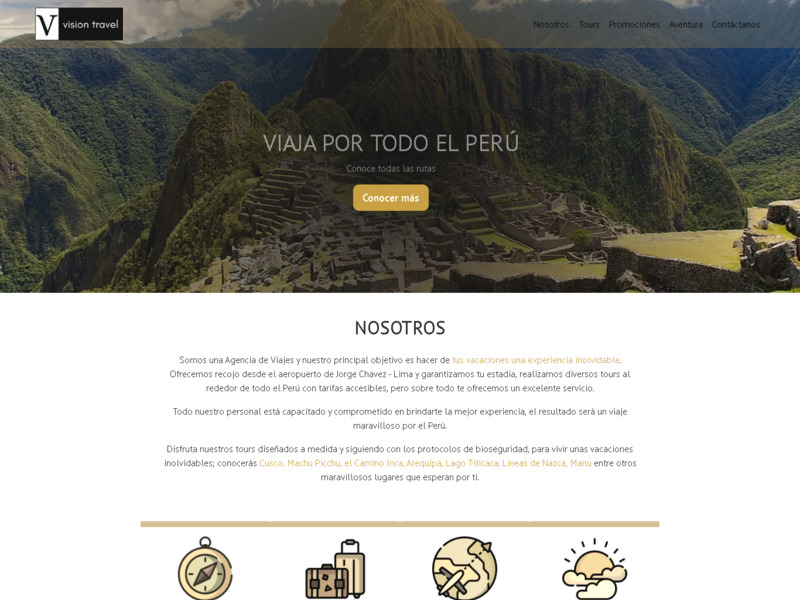 V vision travel
Nosotros Tours Promociones Aventura Contáctanos
VIAJA POR TODO EL PERÚ
Conoce todas las rutas
Conocer más
NOSOTROS
Somos una Agencia de Viajes y nuestro principal objetivo es hacer de tus vacaciones una experiencia inolvidable.
Ofrecemos recojo desde el aeropuerto de Jorge Chavez - Lima y garantizamos tu estadía, realizamos diversos tours al
rededor de todo el Perú con tarifas accesibles, pero sobre todo te ofrecemos un excelente servicio.
Todo nuestro personal está capacitado y comprometido en brindarte la mejor experiencia, el resultado será un viaje
maravilloso por el Perú.
Disfruta nuestros tours diseñados a medida y siguiendo con los protocolos de bioseguridad, para vivir unas vacaciones
inolvidables; conocerás Cusco, Machu Picchu, el Camino Inca, Arequipa, Lago Titicaca, Líneas de Nazca, Manu entre otros
maravillosos lugares que esperan por ti.